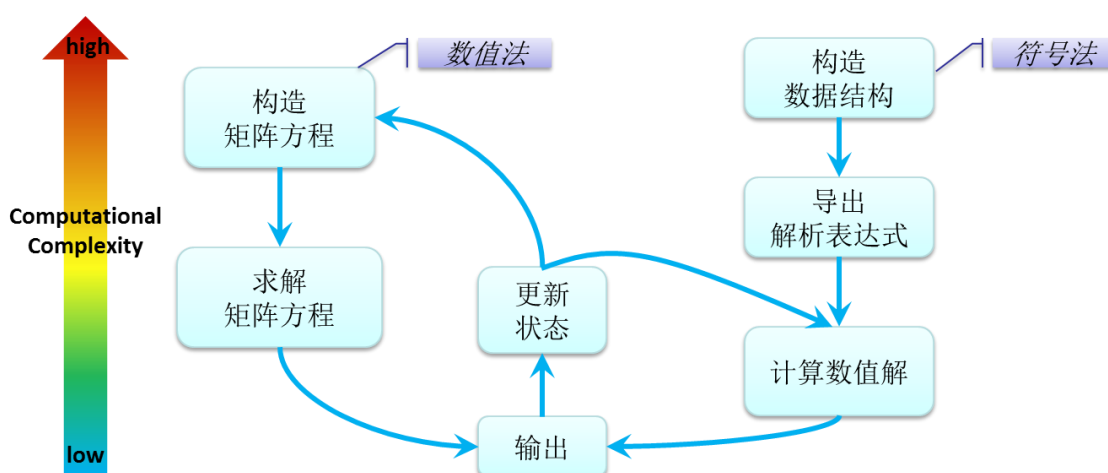 high
数值法
符号法
构造
矩阵方程
构造
数据结构
导出
解析表达式
Computational
Complexity
求解
矩阵方程
更新
状态
计算数值解
输出
low